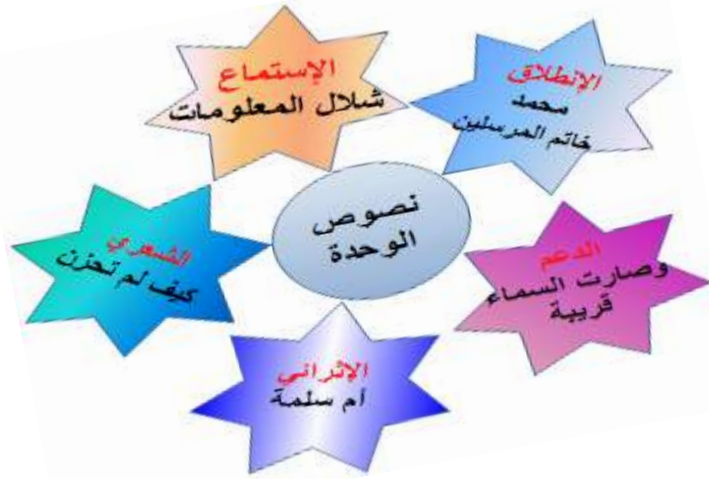 نصوص
الوحدة
الإنطلاق
محمد
خاتم المرسلين
الإستماع
شلال المعلومات
الدعم
وصارت السماء
قريبة
الشعري
كيف لم تحزن
الإثرائي
أم سلمة